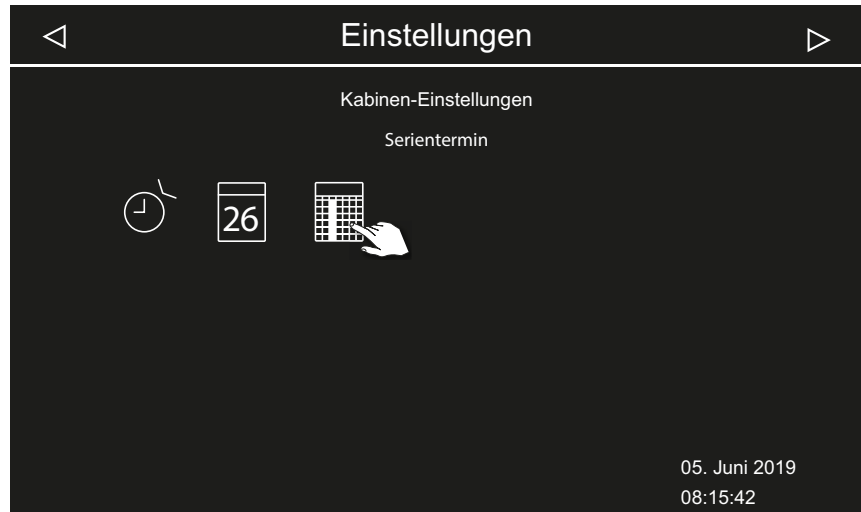 Einstellungen
Kabinen-Einstellungen
Serientermin
26
05. Juni 2019
08:15:42